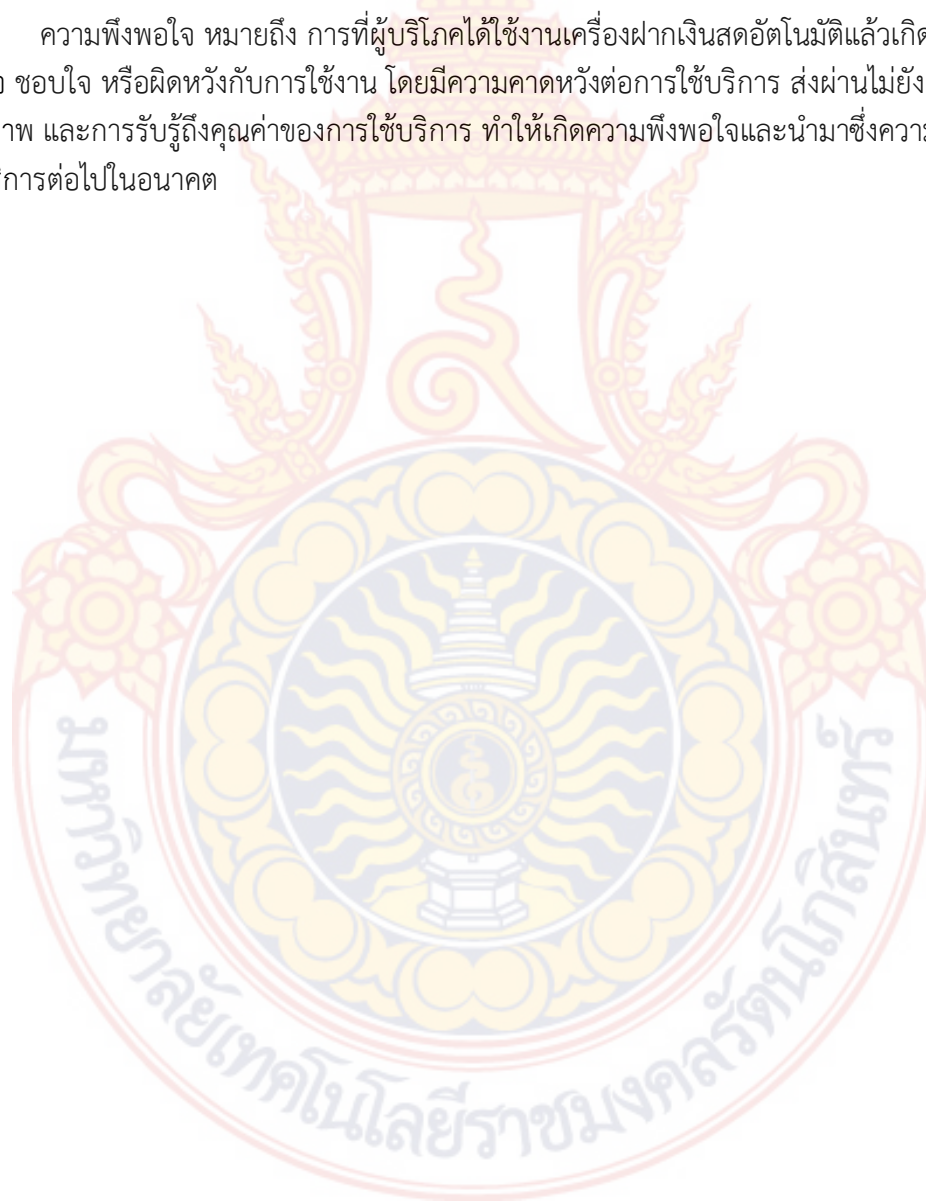 ความพึงพอใจ หมายถึง การที่ผู้บริโภคได้ใช้งานเครื่องฝากเงินสดอัตโนมัติแล้วเกิด
ชอบใจ หรือผิดหวังกับการใช้งาน โดยมีความคาดหวังต่อการใช้บริการ ส่งผ่านไม่ยัง
าพ และการรับรู้ถึงคุณค่าของการใช้บริการ ทำให้เกิดความพึงพอใจและนำมาซึ่งความ
ิการต่อไปในอนาคต
มหาวิทยาลัยเทคโนโลยีราชมงคลรัตนโกสินทร์